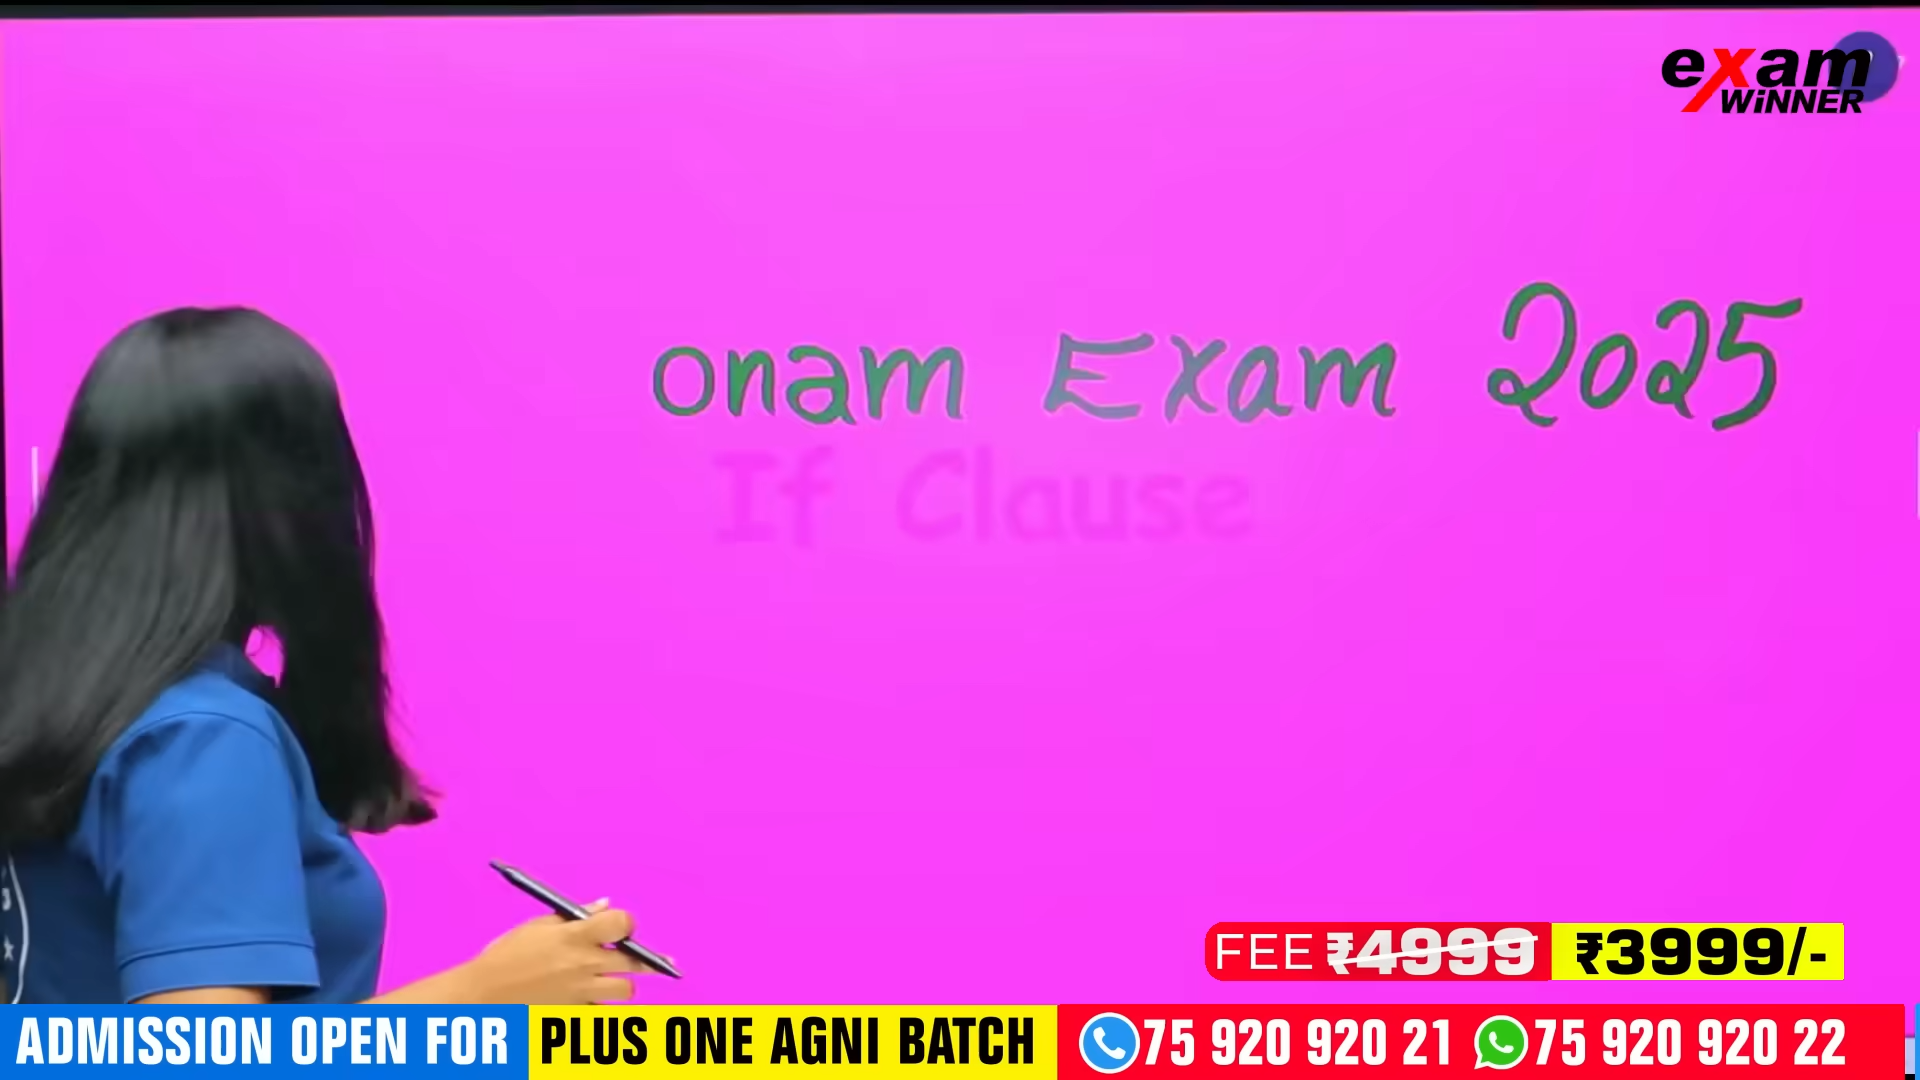 exam
WiNNER
onam Exam 2025
If Clause
FEE ₹4999 ₹3999/-
ADMISSION OPEN FOR PLUS ONE AGNI BATCH 75 920 920 21 75 920 920 22